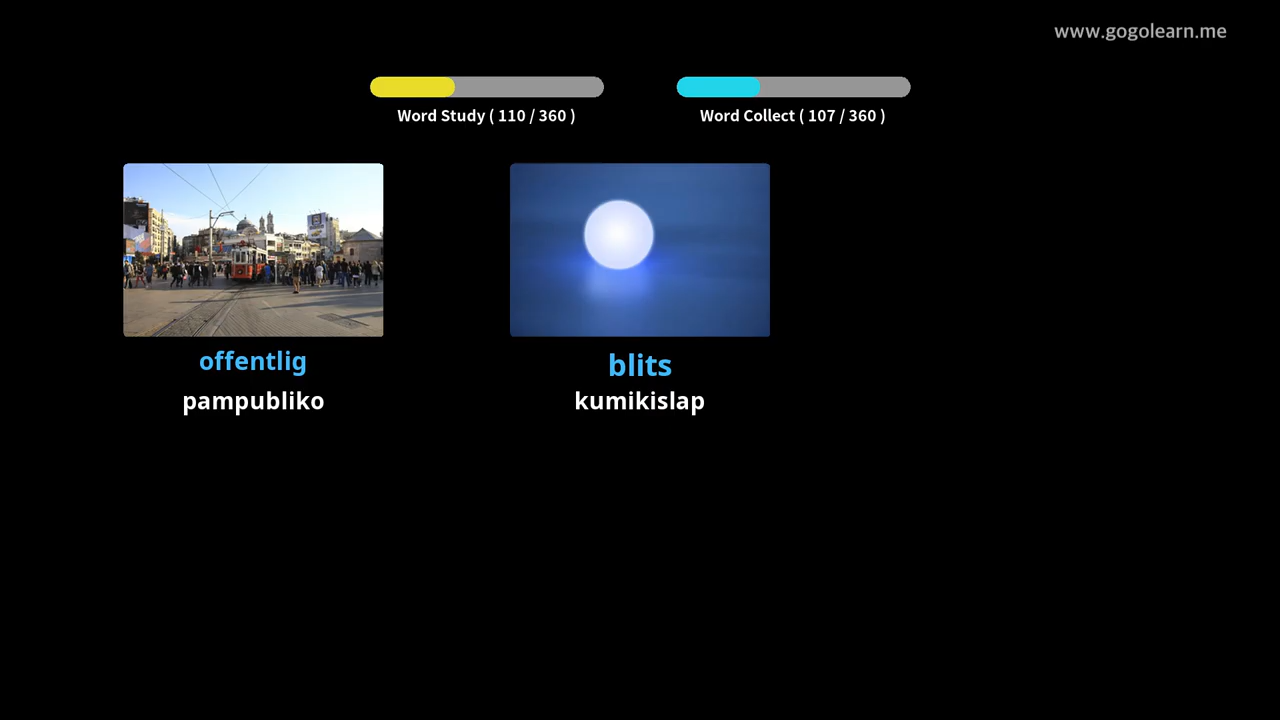 www.gogolearn.me
Word Study ( 110 / 360 )
Word Collect ( 107 / 360 )
offentlig
pampubliko
blits
kumikislap